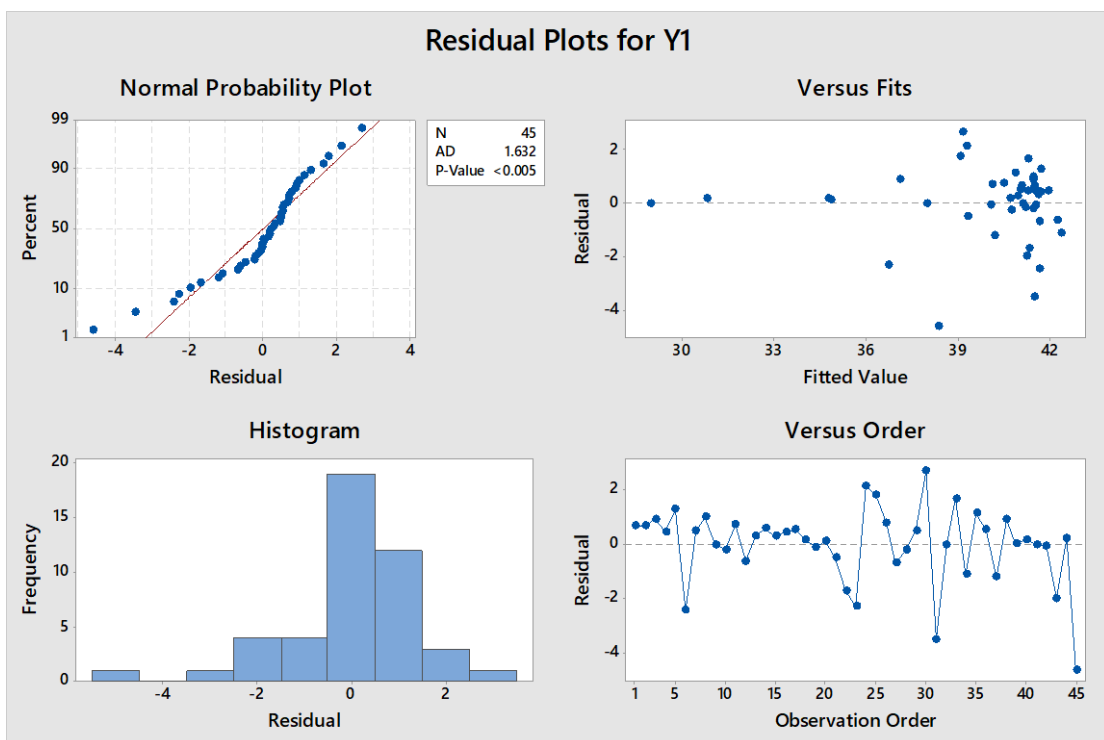 Residual Plots for Y1
Normal Probability Plot
99
90
50
10
1
Percent
-4 -2 0 2 4
Residual
N 45
AD 1.632
P-Value <0.005
Versus Fits
2
0
-2
-4
Residual
30 33 36 39 42
Fitted Value
Histogram
20
15
10
5
0
Frequency
-4 -2 0 2
Residual
Versus Order
2
0
-2
-4
Residual
1 5 10 15 20 25 30 35 40 45
Observation Order